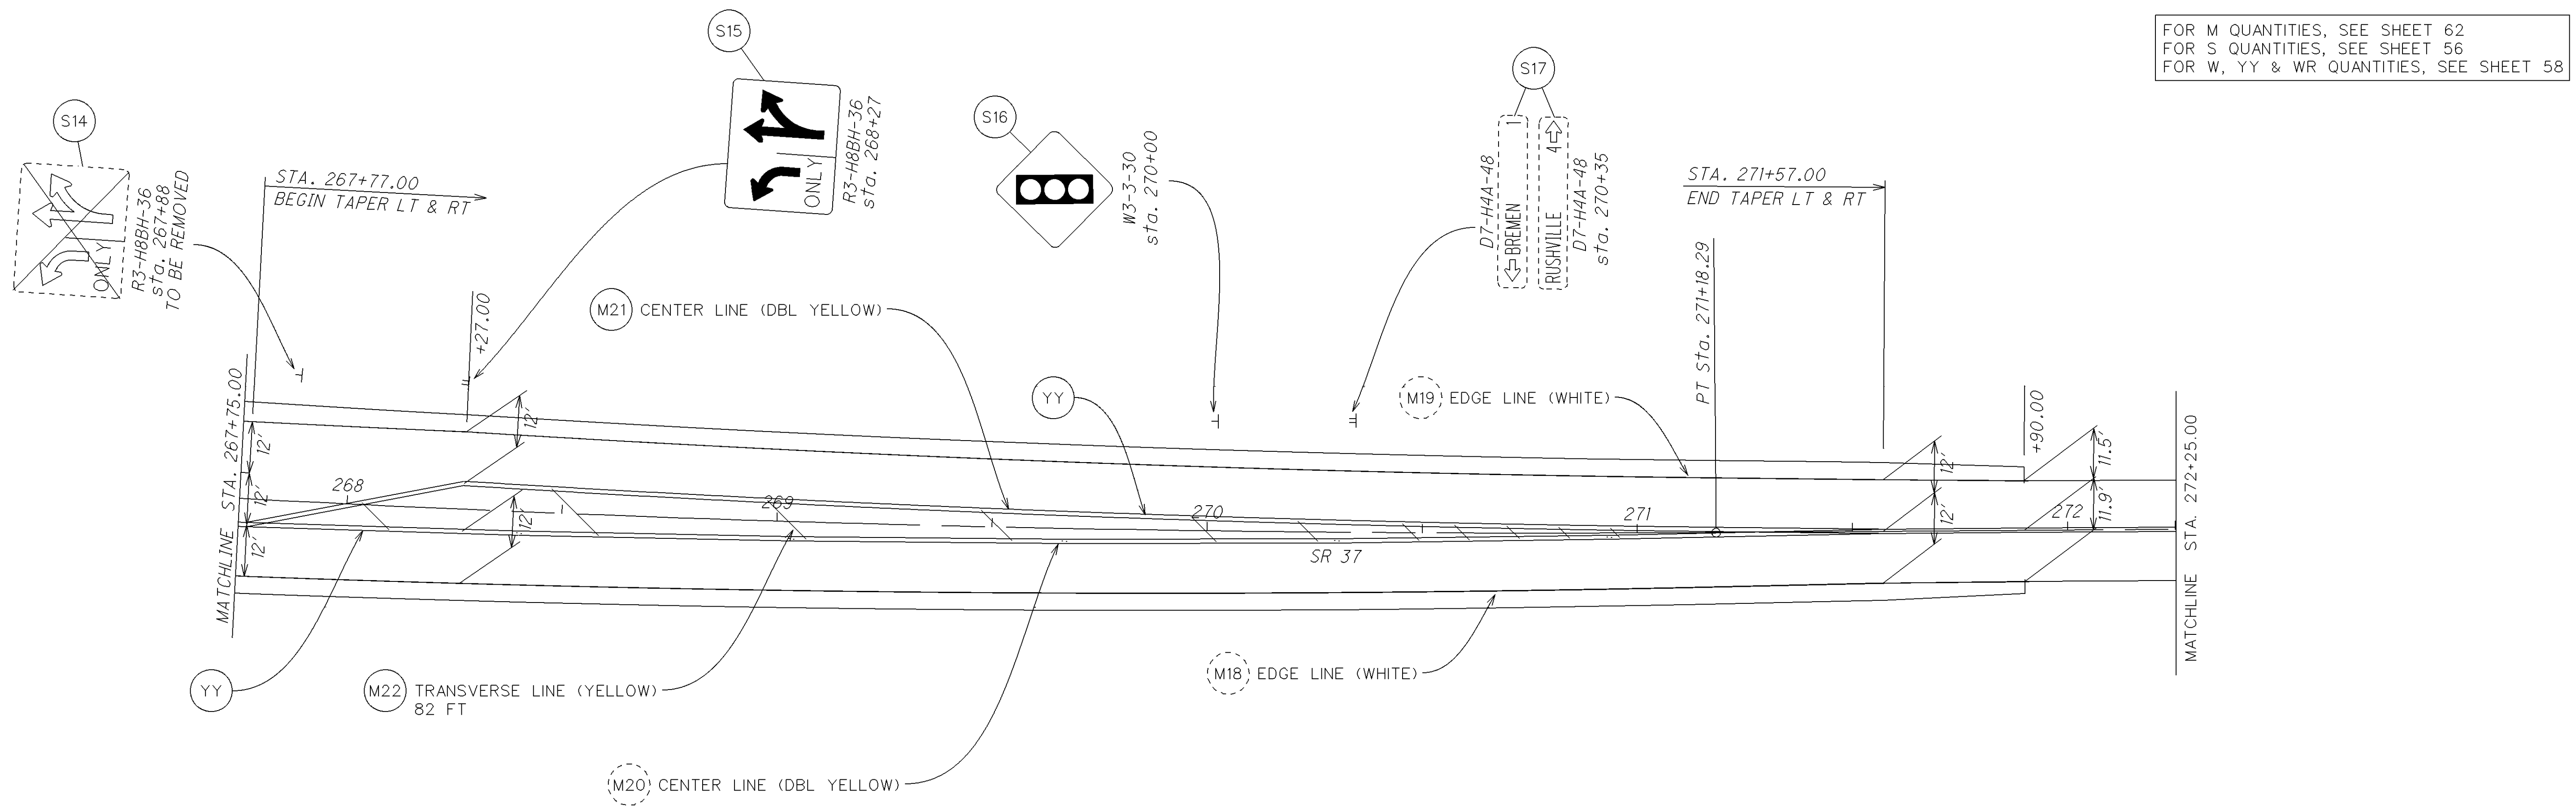 FOR M QUANTITIES, SEE SHEET 62
FOR S QUANTITIES, SEE SHEET 56
FOR W, YY & WR QUANTITIES, SEE SHEET 58
S14
ONLY
R3-H8BH-36
sta. 267+88
TO BE REMOVED
STA. 267+77.00
BEGIN TAPER LT & RT
S15
ONLY
R3-H8BH-36
sta. 268+27
S16
W3-3-30
sta. 270+00
S17
D7-H4A-48
BREMEN 1
RUSHVILLE 4
D7-H4A-48
sta. 270+35
STA. 271+57.00
END TAPER LT & RT
PT Sta. 271+18.29
+27.00
M21 CENTER LINE (DBL YELLOW)
YY
M19 EDGE LINE (WHITE)
+90.00
MATCHLINE STA. 267+75.00
12'
12'
12'
12'
12'
268
269
270
271
272
SR 37
12'
12'
11.5'
11.9'
MATCHLINE STA. 272+25.00
YY
M22 TRANSVERSE LINE (YELLOW)
82 FT
M18 EDGE LINE (WHITE)
M20 CENTER LINE (DBL YELLOW)